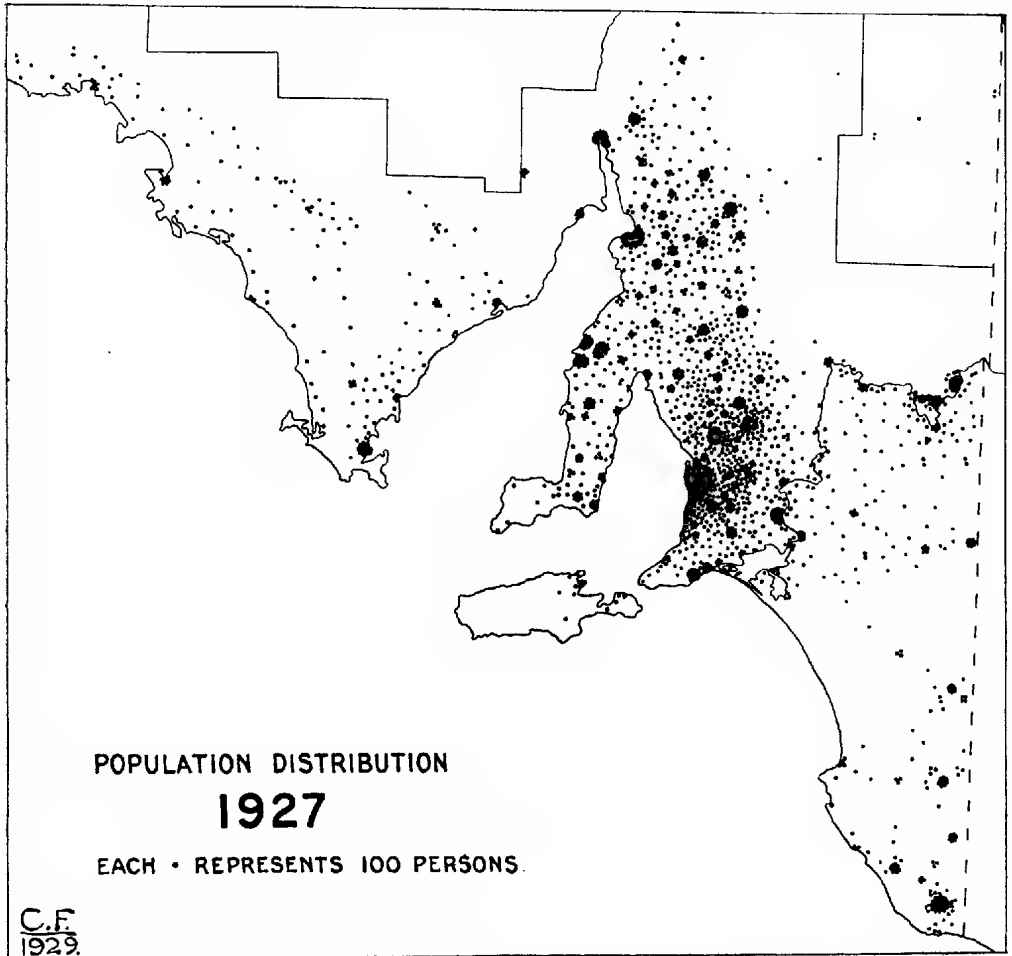 POPULATION DISTRIBUTION
1927
EACH • REPRESENTS 100 PERSONS.
C.F.
1929.